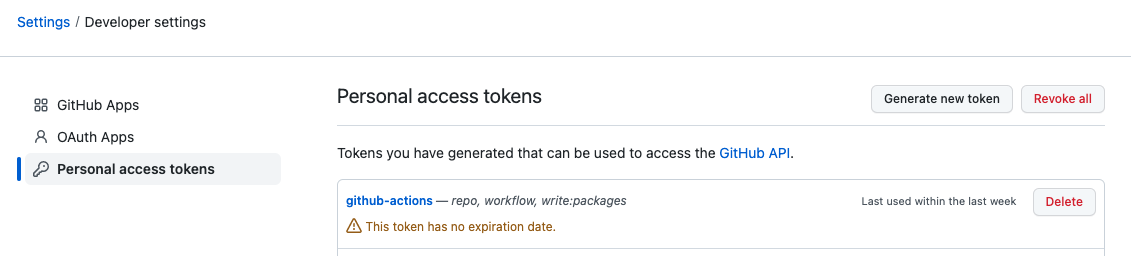 Settings / Developer settings
GitHub Apps
OAuth Apps
Personal access tokens
Personal access tokens
Generate new token
Revoke all
Tokens you have generated that can be used to access the GitHub API.
github-actions — repo, workflow, write:packages
Last used within the last week
Delete
This token has no expiration date.